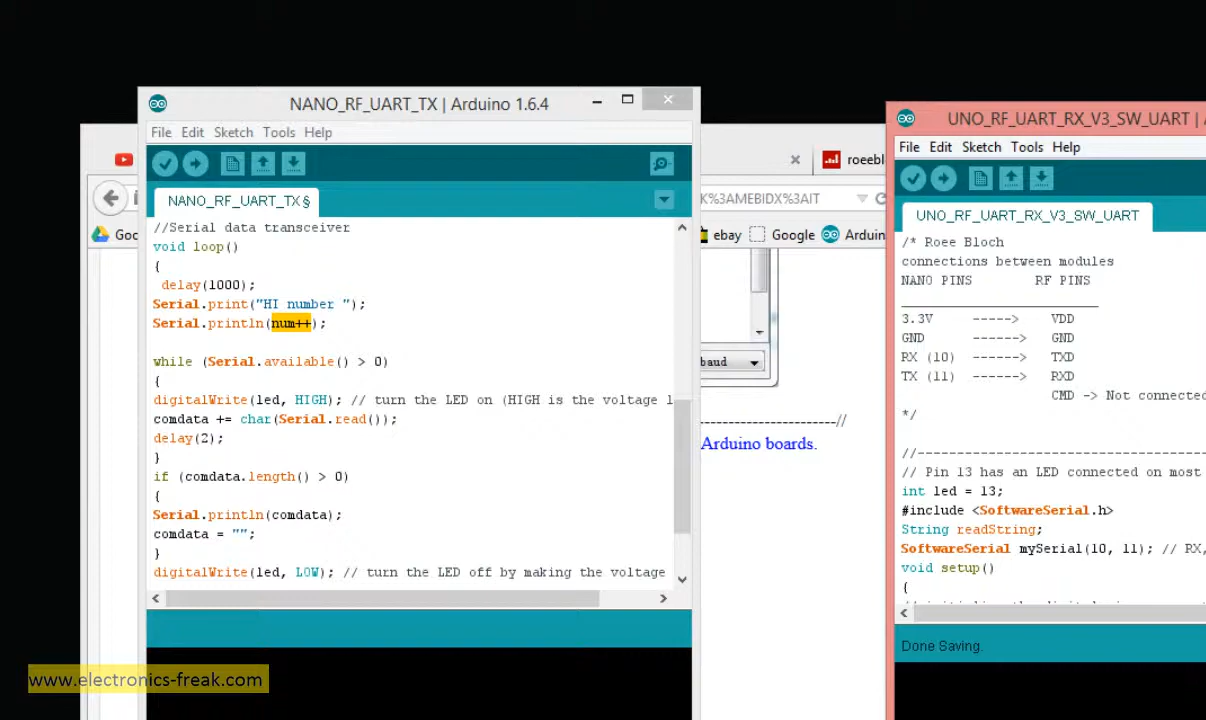 NANO_RF_UART_TX | Arduino 1.6.4
File Edit Sketch Tools Help
NANO_RF_UART_TX §
//Serial data transceiver
void loop()
{
delay(1000);
Serial.print("HI number ");
Serial.println(num++);
while (Serial.available() > 0)
{
digitalWrite(led, HIGH); // turn the LED on (HIGH is the voltage l
comdata += char(Serial.read());
delay(2);
}
if (comdata.length() > 0)
{
Serial.println(comdata);
comdata = "";
}
digitalWrite(led, LOW); // turn the LED off by making the voltage
Goo
roeebl
K%3AMEBIDX%3AIT
ebay Google Arduin
baud
-----------------------//
Arduino boards.
UNO_RF_UART_RX_V3_SW_UART |
File Edit Sketch Tools Help
UNO_RF_UART_RX_V3_SW_UART
/* Roee Bloch
connections between modules
NANO PINS RF PINS
3.3V -----> VDD
GND ------> GND
RX (10) ------> TXD
TX (11) ------> RXD
CMD -> Not connected
*/
//-----------------------------------
// Pin 13 has an LED connected on most
int led = 13;
#include <SoftwareSerial.h>
String readString;
SoftwareSerial mySerial(10, 11); // RX,
void setup()
{
Done Saving.
www.electronics-freak.com